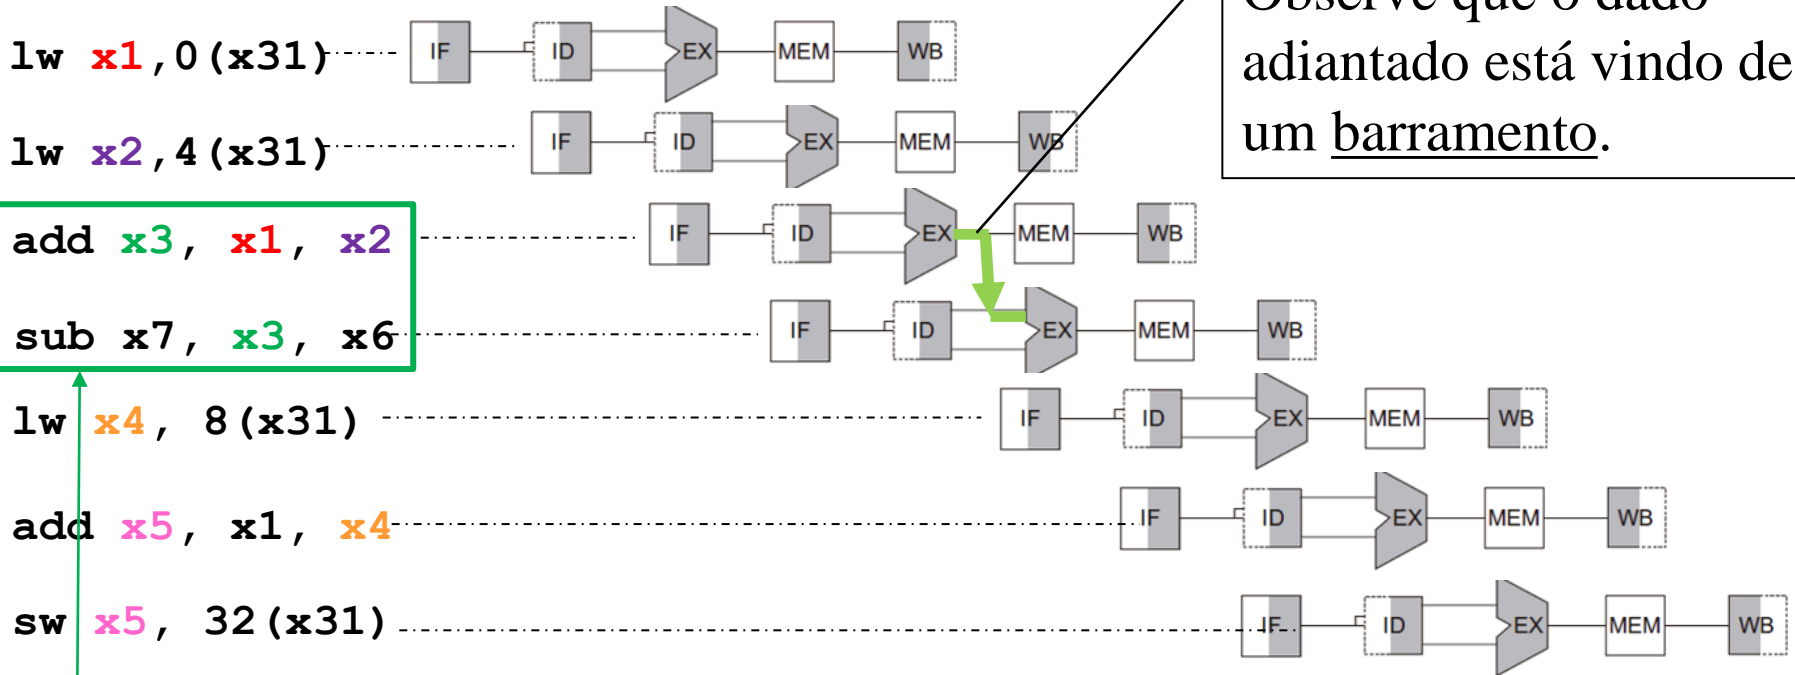 Observe que o dado
adiantado está vindo de
um barramento.
lw x1,0(x31) IF ID EX MEM WB
lw x2,4(x31) IF ID EX MEM WB
add x3, x1, x2 IF ID EX MEM WB
sub x7, x3, x6 IF ID EX MEM WB
lw x4, 8(x31) IF ID EX MEM WB
add x5, x1, x4 IF ID EX MEM WB
sw x5, 32(x31) IF ID EX MEM WB